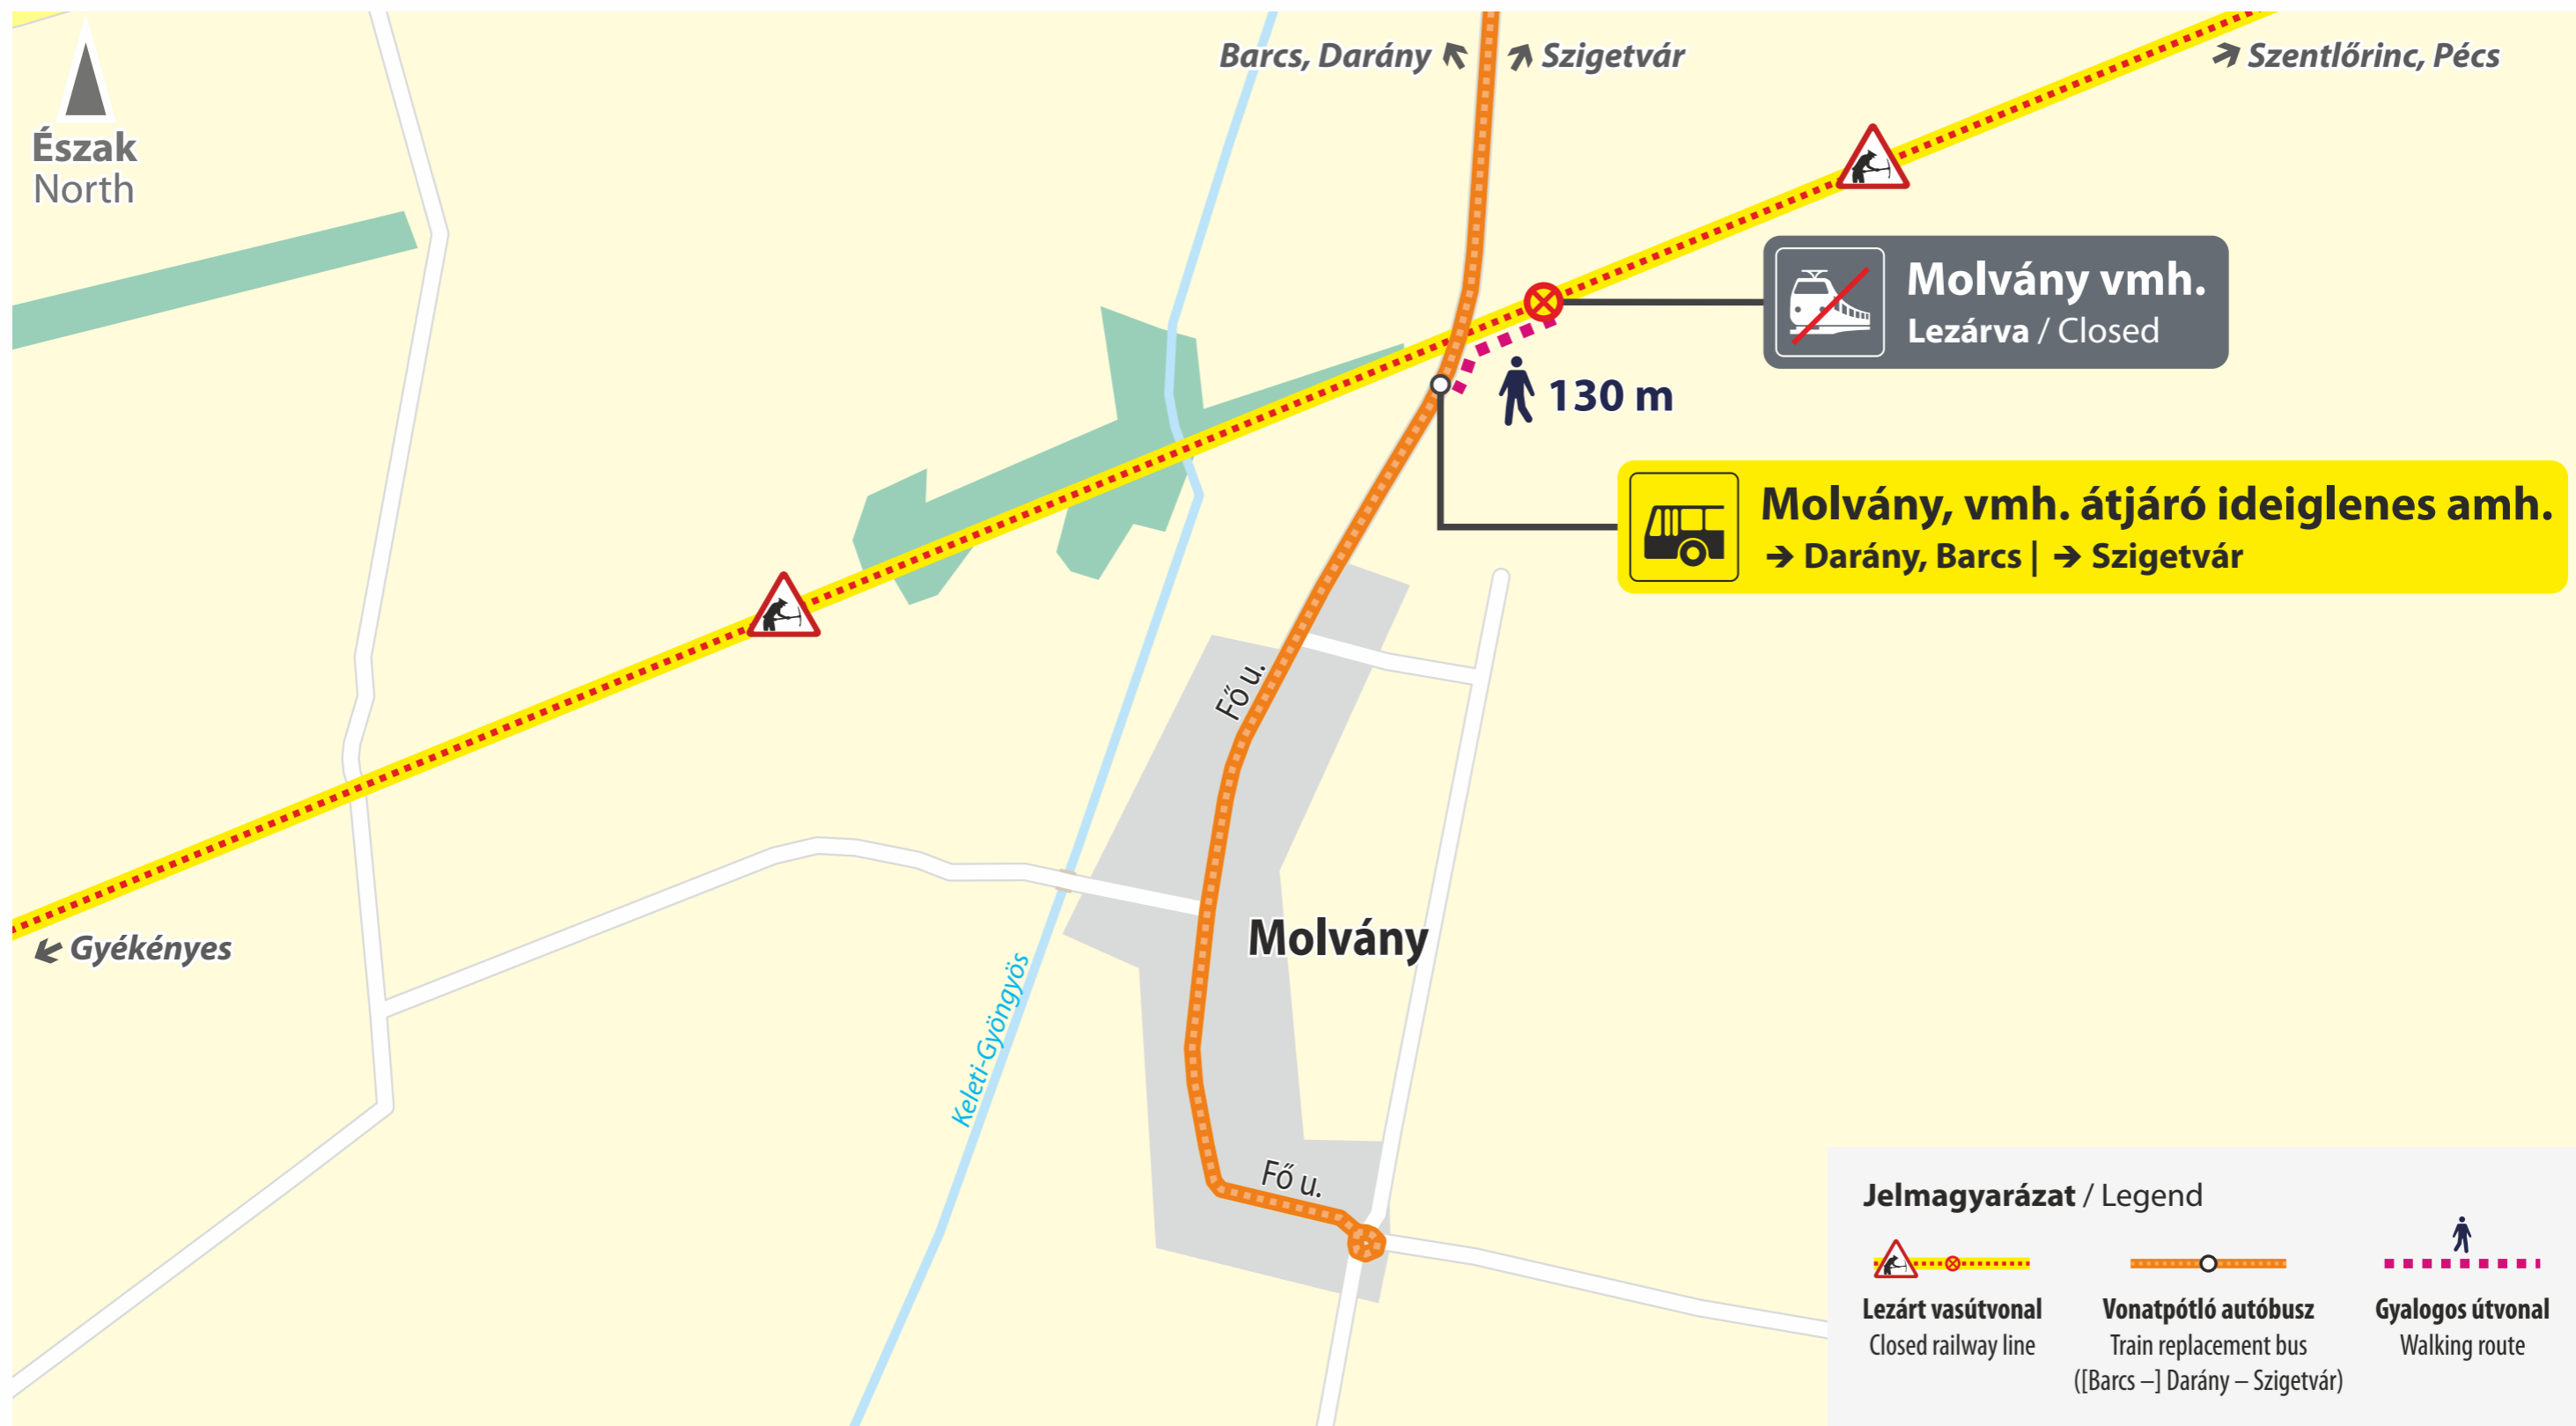 Barcs, Darány
Szigetvár
Szentlőrinc, Pécs
Észak
North
Molvány vmh.
Lezárva / Closed
130 m
Molvány, vmh. átjáró ideiglenes amh.
➔ Darány, Barcs | ➔ Szigetvár
Fő u.
Molvány
Gyékényes
Keleti-Gyöngyös
Fő u.
Jelmagyarázat / Legend
Lezárt vasútvonal
Closed railway line
Vonatpótló autóbusz
Train replacement bus
([Barcs –] Darány – Szigetvár)
Gyalogos útvonal
Walking route